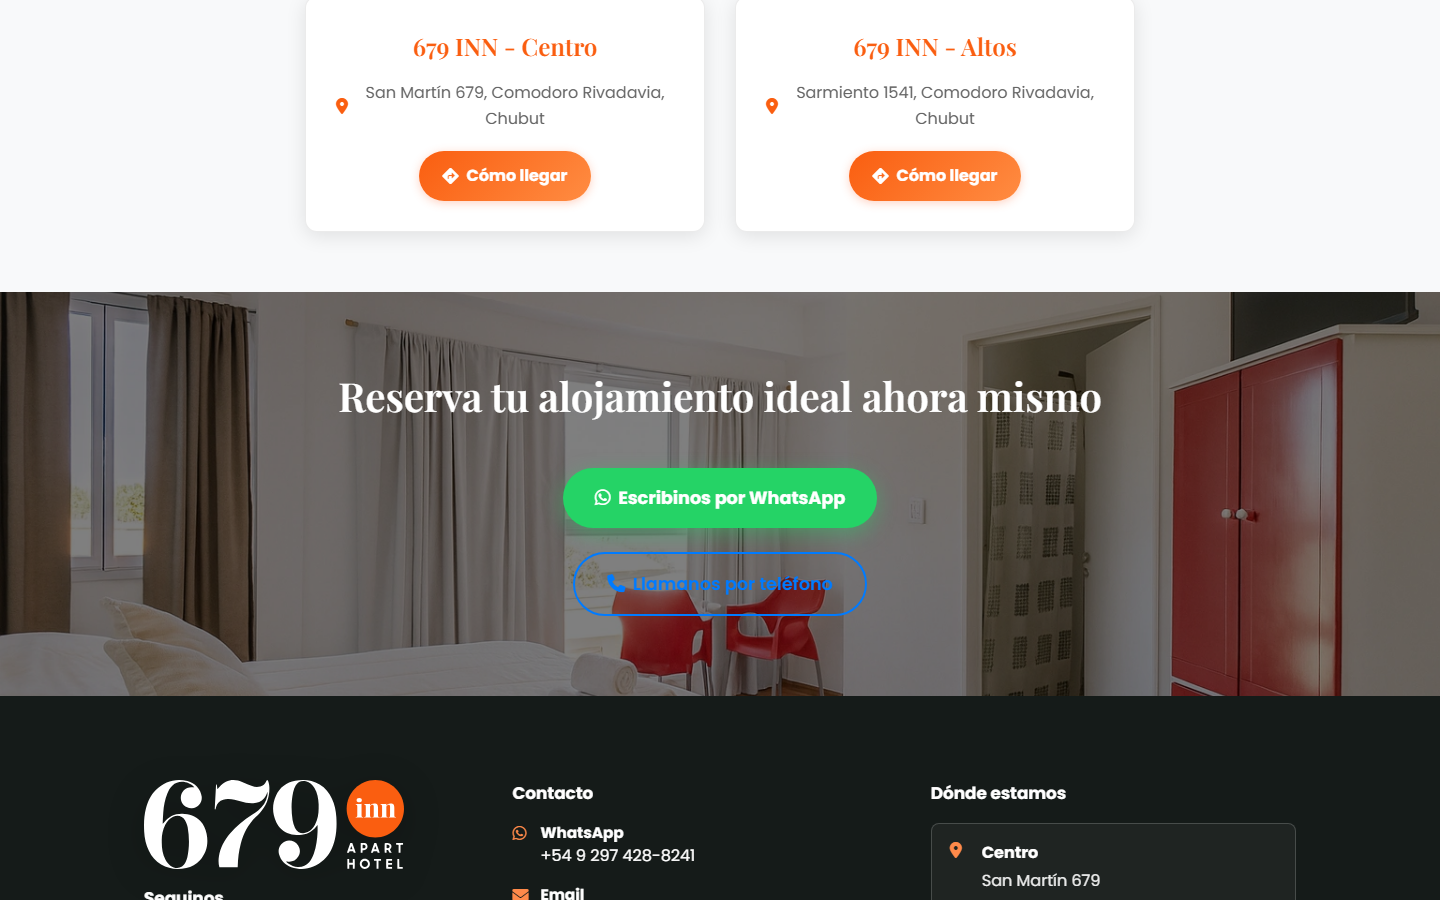 679 INN - Centro
San Martín 679, Comodoro Rivadavia,
Chubut
Cómo llegar
679 INN - Altos
Sarmiento 1541, Comodoro Rivadavia,
Chubut
Cómo llegar
Reserva tu alojamiento ideal ahora mismo
Escribinos por WhatsApp
Llamanos por teléfono
679 inn
APART
HOTEL
Seguinos
Contacto
WhatsApp
+54 9 297 428-8241
Email
Dónde estamos
Centro
San Martín 679